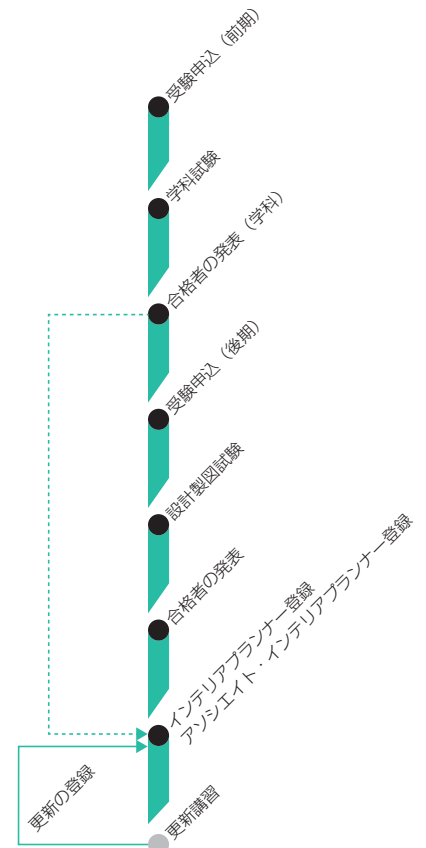 受験申込（前期）
学科試験
合格者の発表（学科）
受験申込（後期）
設計製図試験
合格者の発表
インテリアプランナー登録
アソシエイト・インテリアプランナー登録
更新の登録
更新講習